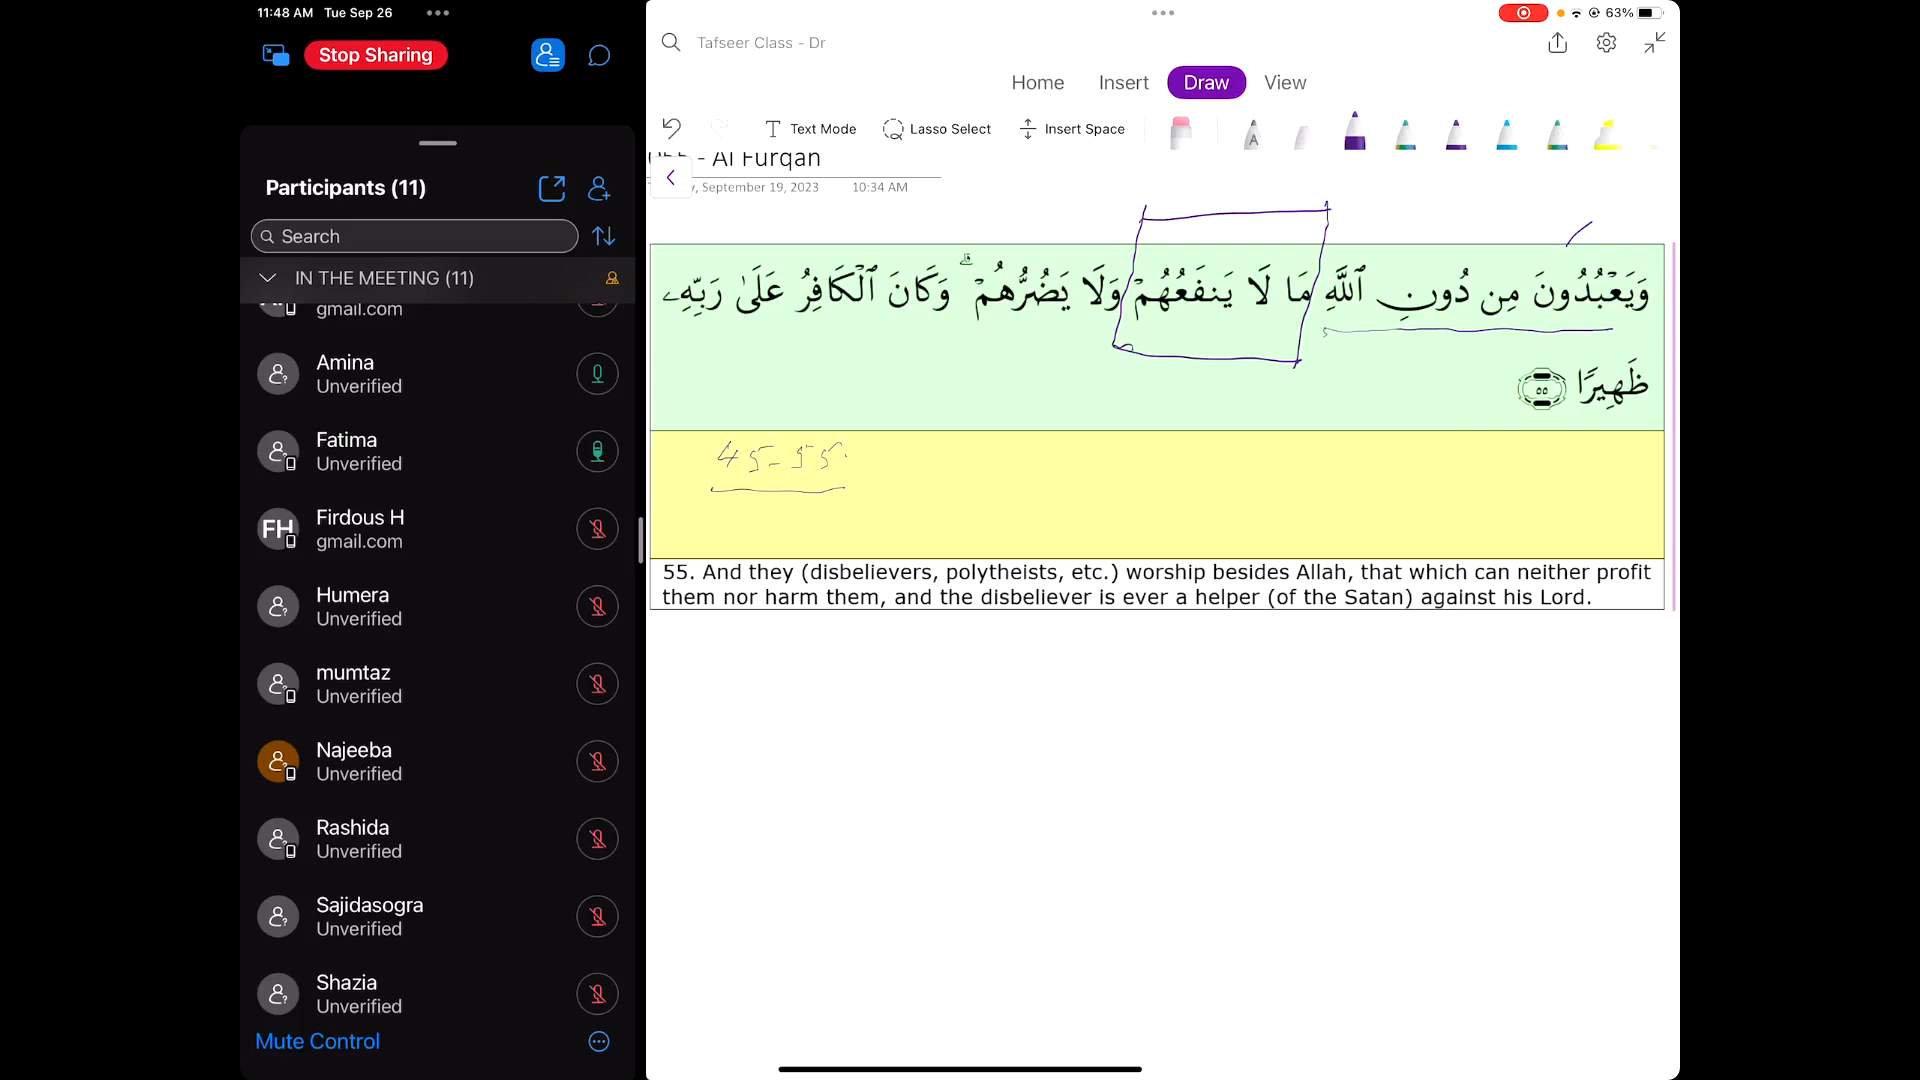 11:48 AM Tue Sep 26
Stop Sharing
Participants (11)
Search
IN THE MEETING (11)
gmail.com
Amina
Unverified
Fatima
Unverified
FH
Firdous H
gmail.com
Humera
Unverified
mumtaz
Unverified
Najeeba
Unverified
Rashida
Unverified
Sajidasogra
Unverified
Shazia
Unverified
Mute Control
63%
Tafseer Class - Dr
Home Insert Draw View
Text Mode Lasso Select Insert Space
- Al Furqan
, September 19, 2023 10:34 AM
وَيَعْبُدُونَ مِن دُونِ ٱللَّهِ مَا لَا يَنفَعُهُمْ وَلَا يَضُرُّهُمْ ۗ وَكَانَ ٱلْكَافِرُ عَلَىٰ رَبِّهِۦ
ظَهِيرًا ٥٥
45-55
55. And they (disbelievers, polytheists, etc.) worship besides Allah, that which can neither profit
them nor harm them, and the disbeliever is ever a helper (of the Satan) against his Lord.